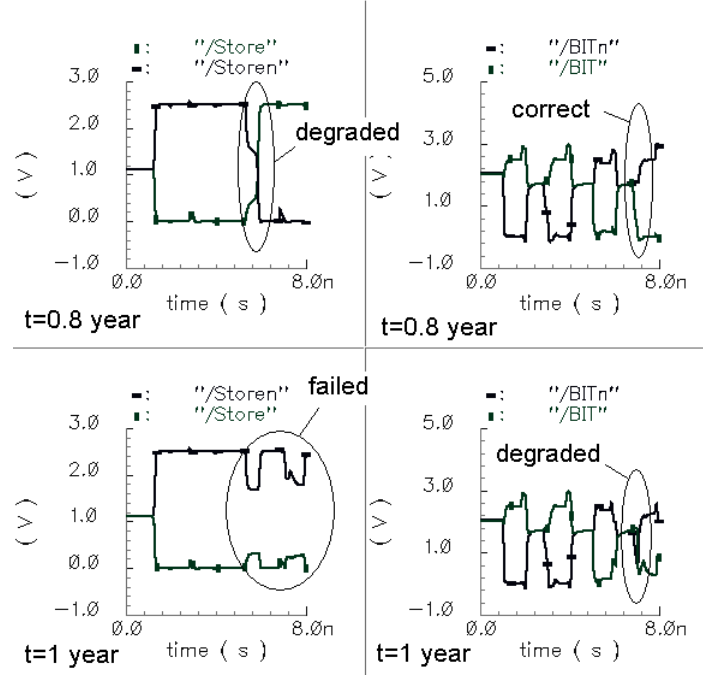 : "/Store"
: "/Storen"
3.0
2.0
1.0
0.0
-1.0
( V )
0.0
8.0n
time ( s )
degraded
t=0.8 year
: "/BITn"
: "/BIT"
5.0
3.0
1.0
-1.0
( V )
0.0
8.0n
time ( s )
correct
t=0.8 year
: "/Storen"
: "/Store"
3.0
2.0
1.0
0.0
-1.0
( V )
0.0
8.0n
time ( s )
failed
t=1 year
: "/BITn"
: "/BIT"
5.0
3.0
1.0
-1.0
( V )
0.0
8.0n
time ( s )
degraded
t=1 year